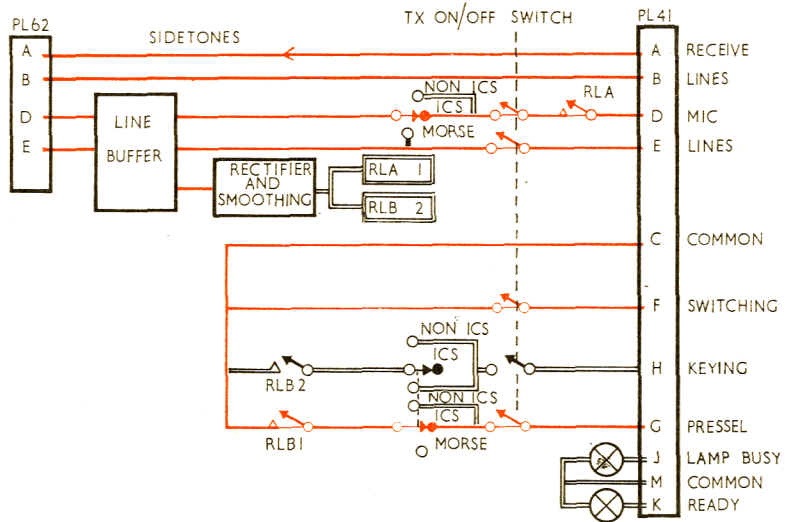 TX ON/OFF SWITCH
PL62
PL41
SIDETONES
A
A RECEIVE
B
B LINES
NON ICS
ICS
RLA
D
D MIC
MORSE
LINE
BUFFER
E
E LINES
RECTIFIER
AND
SMOOTHING
RLA 1
RLB 2
C COMMON
F SWITCHING
NON ICS
ICS
H KEYING
RLB2
NON ICS
ICS
G PRESSEL
RLB1
MORSE
J LAMP BUSY
M COMMON
K READY